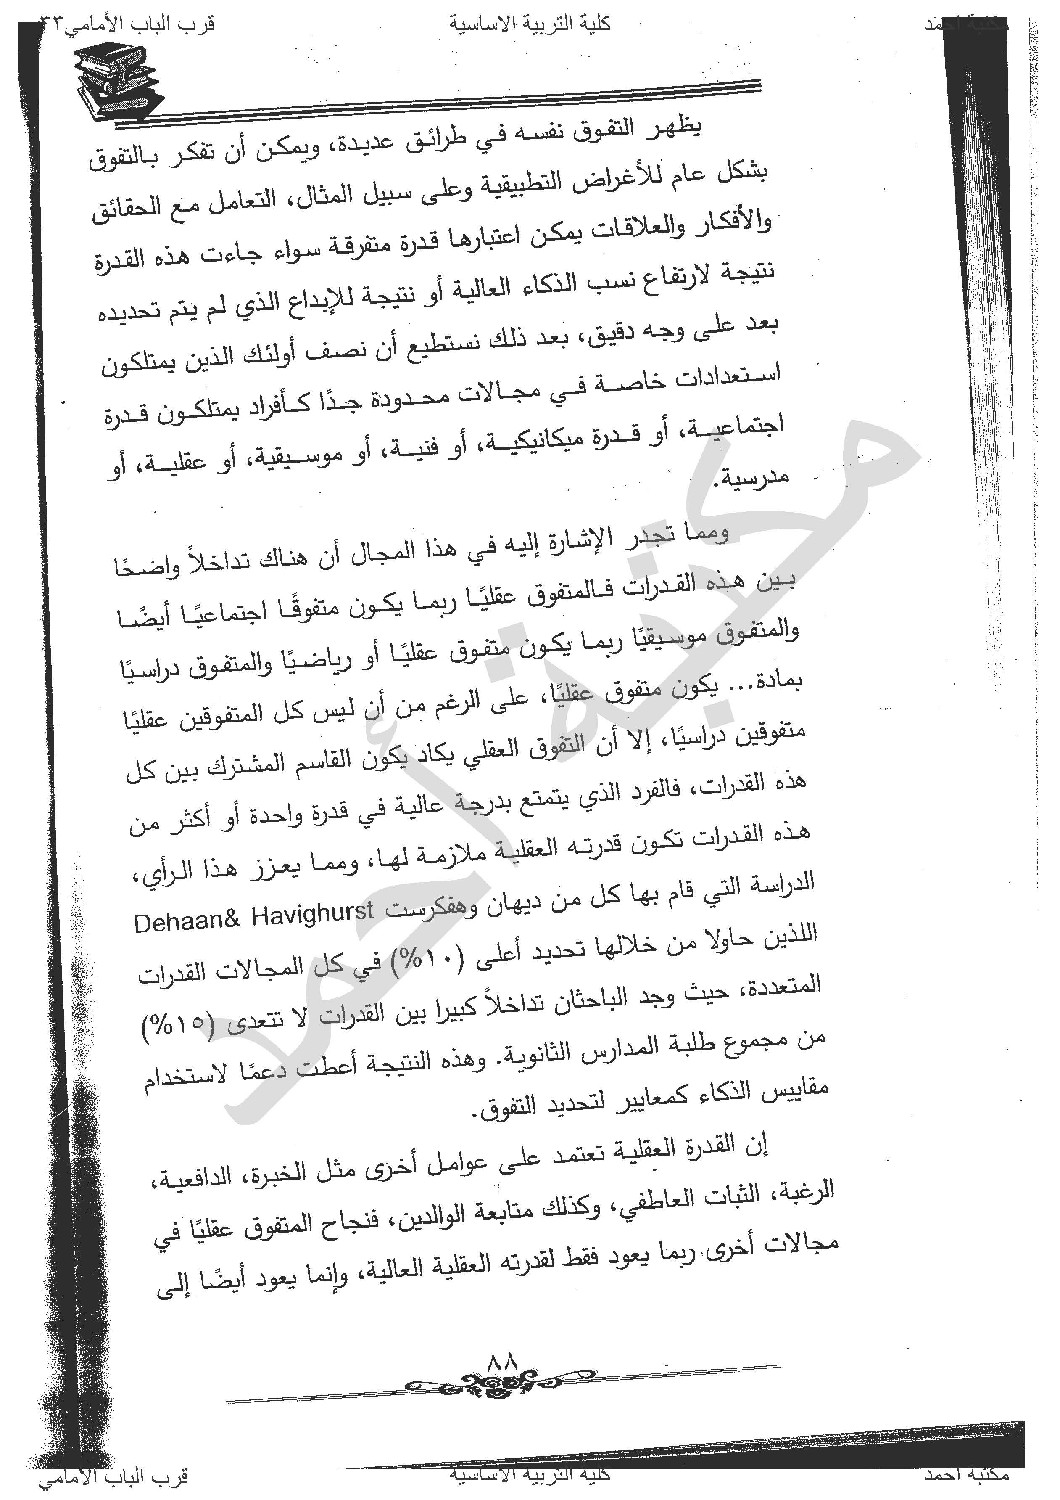 مكتبة احمد كلية التربية الاساسية قرب الباب الأمامي٣٣
يظهر التفوق نفسه في طرائق عديدة، ويمكن أن تفكر بالتفوق
بشكل عام للأغراض التطبيقية وعلى سبيل المثال، التعامل مع الحقائق
والأفكار والعلاقات يمكن اعتبارها قدرة متفرقة سواء جاءت هذه القدرة
نتيجة لارتفاع نسب الذكاء العالية أو نتيجة للإبداع الذي لم يتم تحديده
بعد على وجه دقيق، بعد ذلك نستطيع أن نصف أولئك الذين يمتلكون
استعدادات خاصة في مجالات محدودة جدًا كأفراد يمتلكون قدرة
اجتماعية، أو قدرة ميكانيكية، أو فنية، أو موسيقية، أو عقلية، أو
مدرسية.
ومما تجدر الإشارة إليه في هذا المجال أن هناك تداخلاً واضحًا
بين هذه القدرات فالمتفوق عقليًا ربما يكون متفوقًا اجتماعيًا أيضًا
والمتفوق موسيقيًا ربما يكون متفوق عقليًا أو رياضيًا والمتفوق دراسيًا
بمادة... يكون متفوق عقليًا، على الرغم من أن ليس كل المتفوقين عقليًا
متفوقين دراسيًا، إلا أن التفوق العقلي يكاد يكون القاسم المشترك بين كل
هذه القدرات، فالفرد الذي يتمتع بدرجة عالية في قدرة واحدة أو أكثر من
هذه القدرات تكون قدرته العقلية ملازمة لها، ومما يعزز هذا الرأي،
الدراسة التي قام بها كل من ديهان وهفكرست Dehaan& Havighurst
اللذين حاولا من خلالها تحديد أعلى (١٠%) في كل المجالات القدرات
المتعددة، حيث وجد الباحثان تداخلاً كبيرا بين القدرات لا تتعدى (١٥%)
من مجموع طلبة المدارس الثانوية. وهذه النتيجة أعطت دعمًا لاستخدام
مقاييس الذكاء كمعايير لتحديد التفوق.
إن القدرة العقلية تعتمد على عوامل أخرى مثل الخبرة، الدافعية،
الرغبة، الثبات العاطفي، وكذلك متابعة الوالدين، فنجاح المتفوق عقليًا في
مجالات أخرى ربما يعود فقط لقدرته العقلية العالية، وإنما يعود أيضًا إلى
٨٨
مكتبة احمد كلية التربية الاساسية قرب الباب الأمامي
مكتبة أحمد